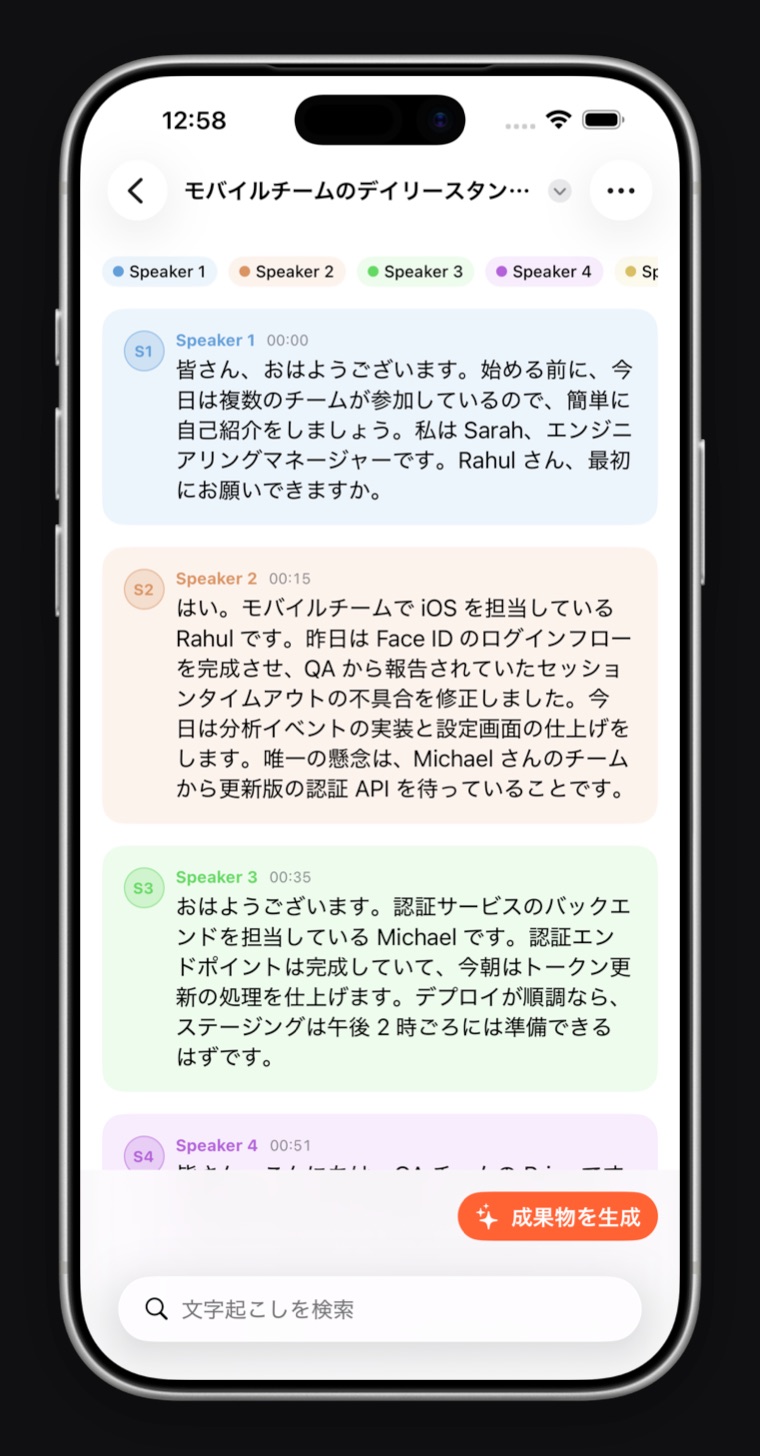 12:58
モバイルチームのデイリースタン…
Speaker 1
Speaker 2
Speaker 3
Speaker 4
Sp
S1
Speaker 1 00:00
皆さん、おはようございます。始める前に、今
日は複数のチームが参加しているので、簡単に
自己紹介をしましょう。私は Sarah、エンジニ
アリングマネージャーです。Rahul さん、最初
にお願いできますか。
S2
Speaker 2 00:15
はい。モバイルチームで iOS を担当している
Rahul です。昨日は Face ID のログインフロー
を完成させ、QA から報告されていたセッショ
ンタイムアウトの不具合を修正しました。今
日は分析イベントの実装と設定画面の仕上げを
します。唯一の懸念は、Michael さんのチーム
から更新版の認証 API を待っていることです。
S3
Speaker 3 00:35
おはようございます。認証サービスのバックエ
ンドを担当している Michael です。認証エン
ドポイントは完成していて、今朝はトークン更
新の処理を仕上げます。デプロイが順調なら、
ステージングは午後 2 時ごろには準備できる
はずです。
S4
Speaker 4 00:51
成果物を生成
文字起こしを検索